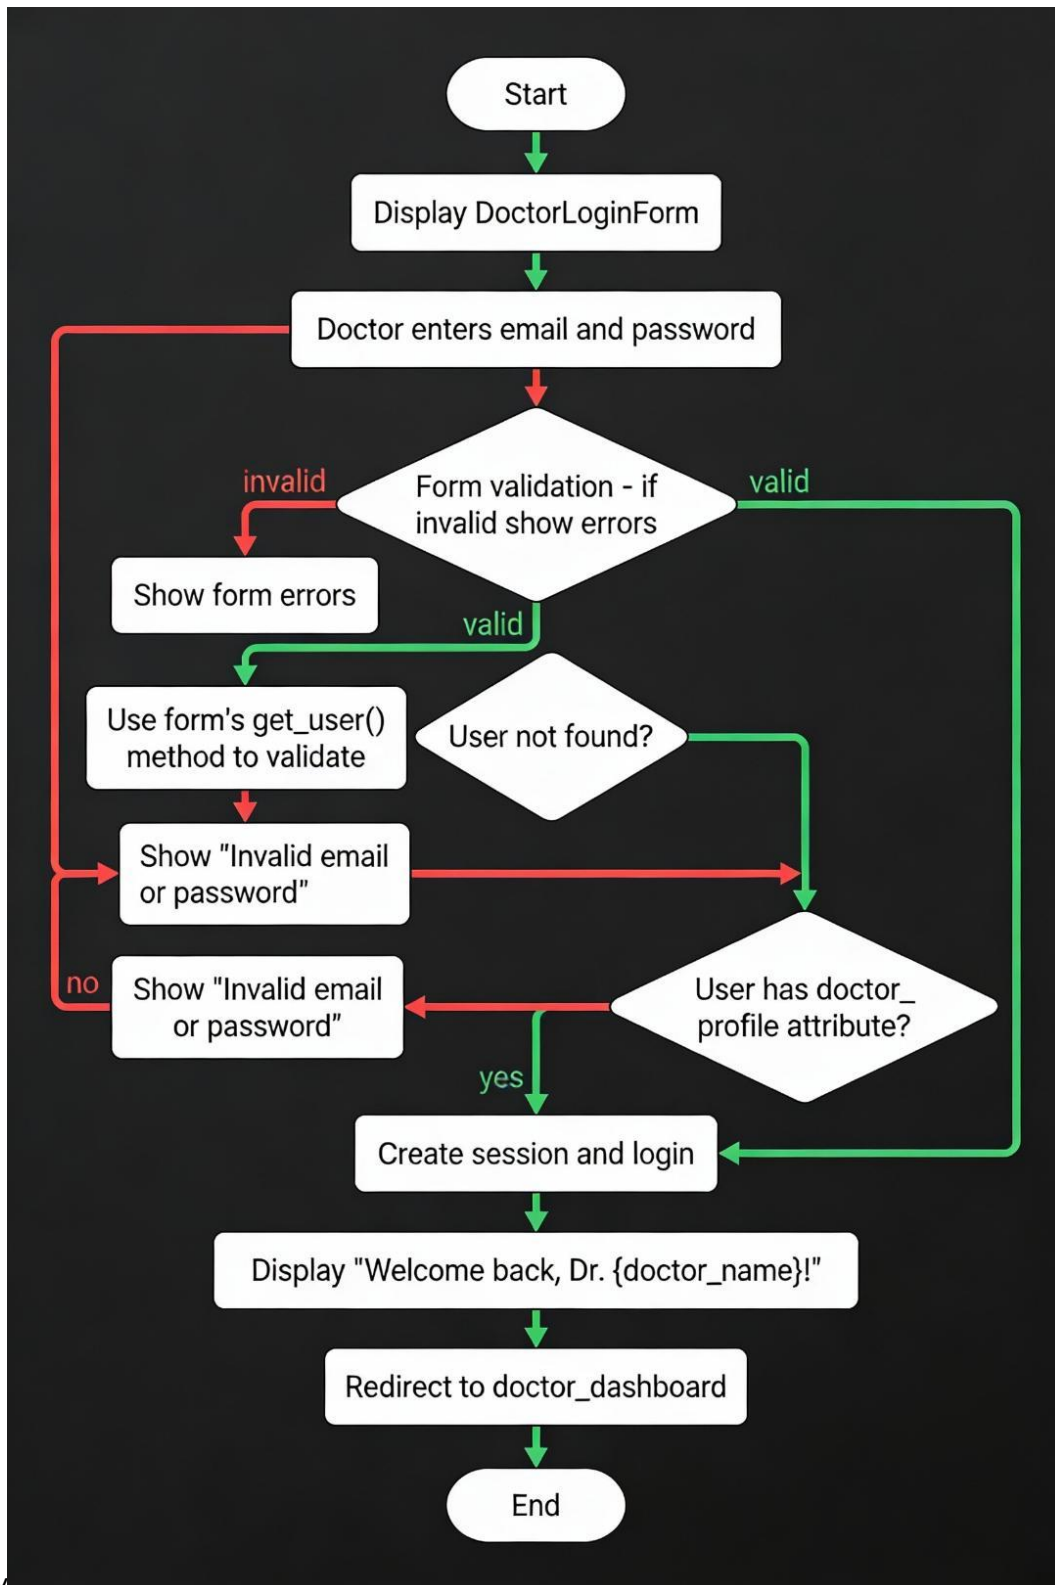 Start
Display DoctorLoginForm
Doctor enters email and password
invalid
Form validation - if
invalid show errors
valid
Show form errors
valid
Use form's get_user()
method to validate
User not found?
Show "Invalid email
or password"
no
Show "Invalid email
or password"
User has doctor_
profile attribute?
yes
Create session and login
Display "Welcome back, Dr. {doctor_name}!"
Redirect to doctor_dashboard
End